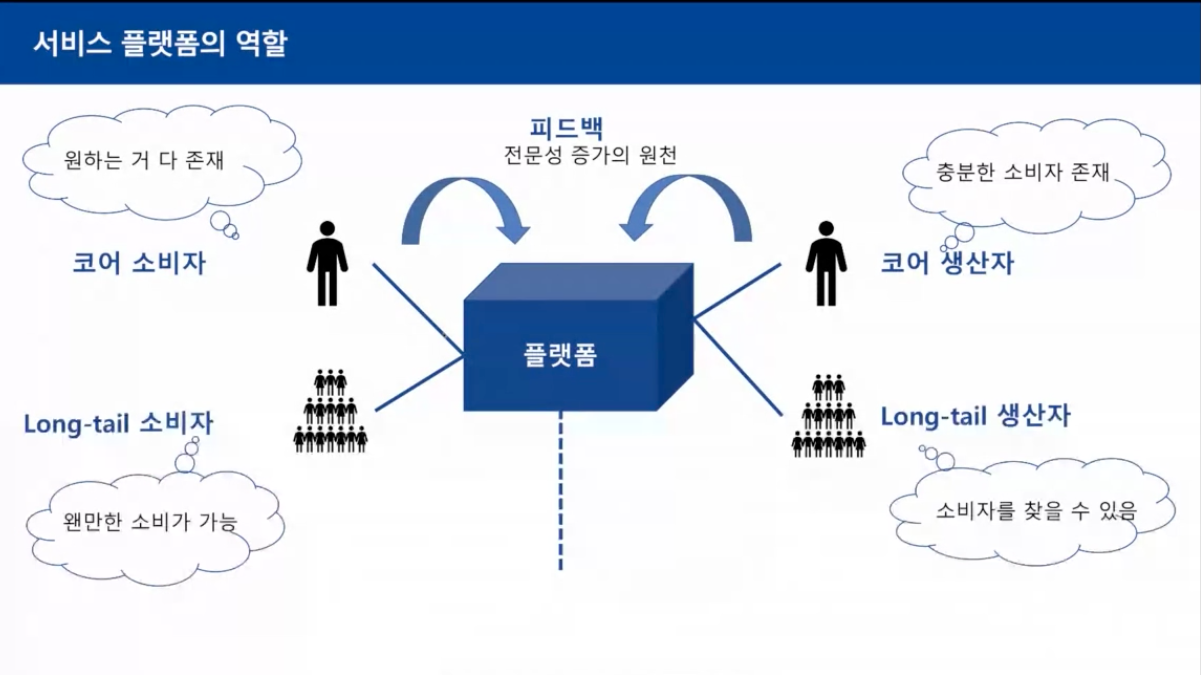 서비스 플랫폼의 역할
원하는 거 다 존재
피드백
전문성 증가의 원천
충분한 소비자 존재
코어 소비자
코어 생산자
플랫폼
Long-tail 소비자
Long-tail 생산자
왠만한 소비가 가능
소비자를 찾을 수 있음